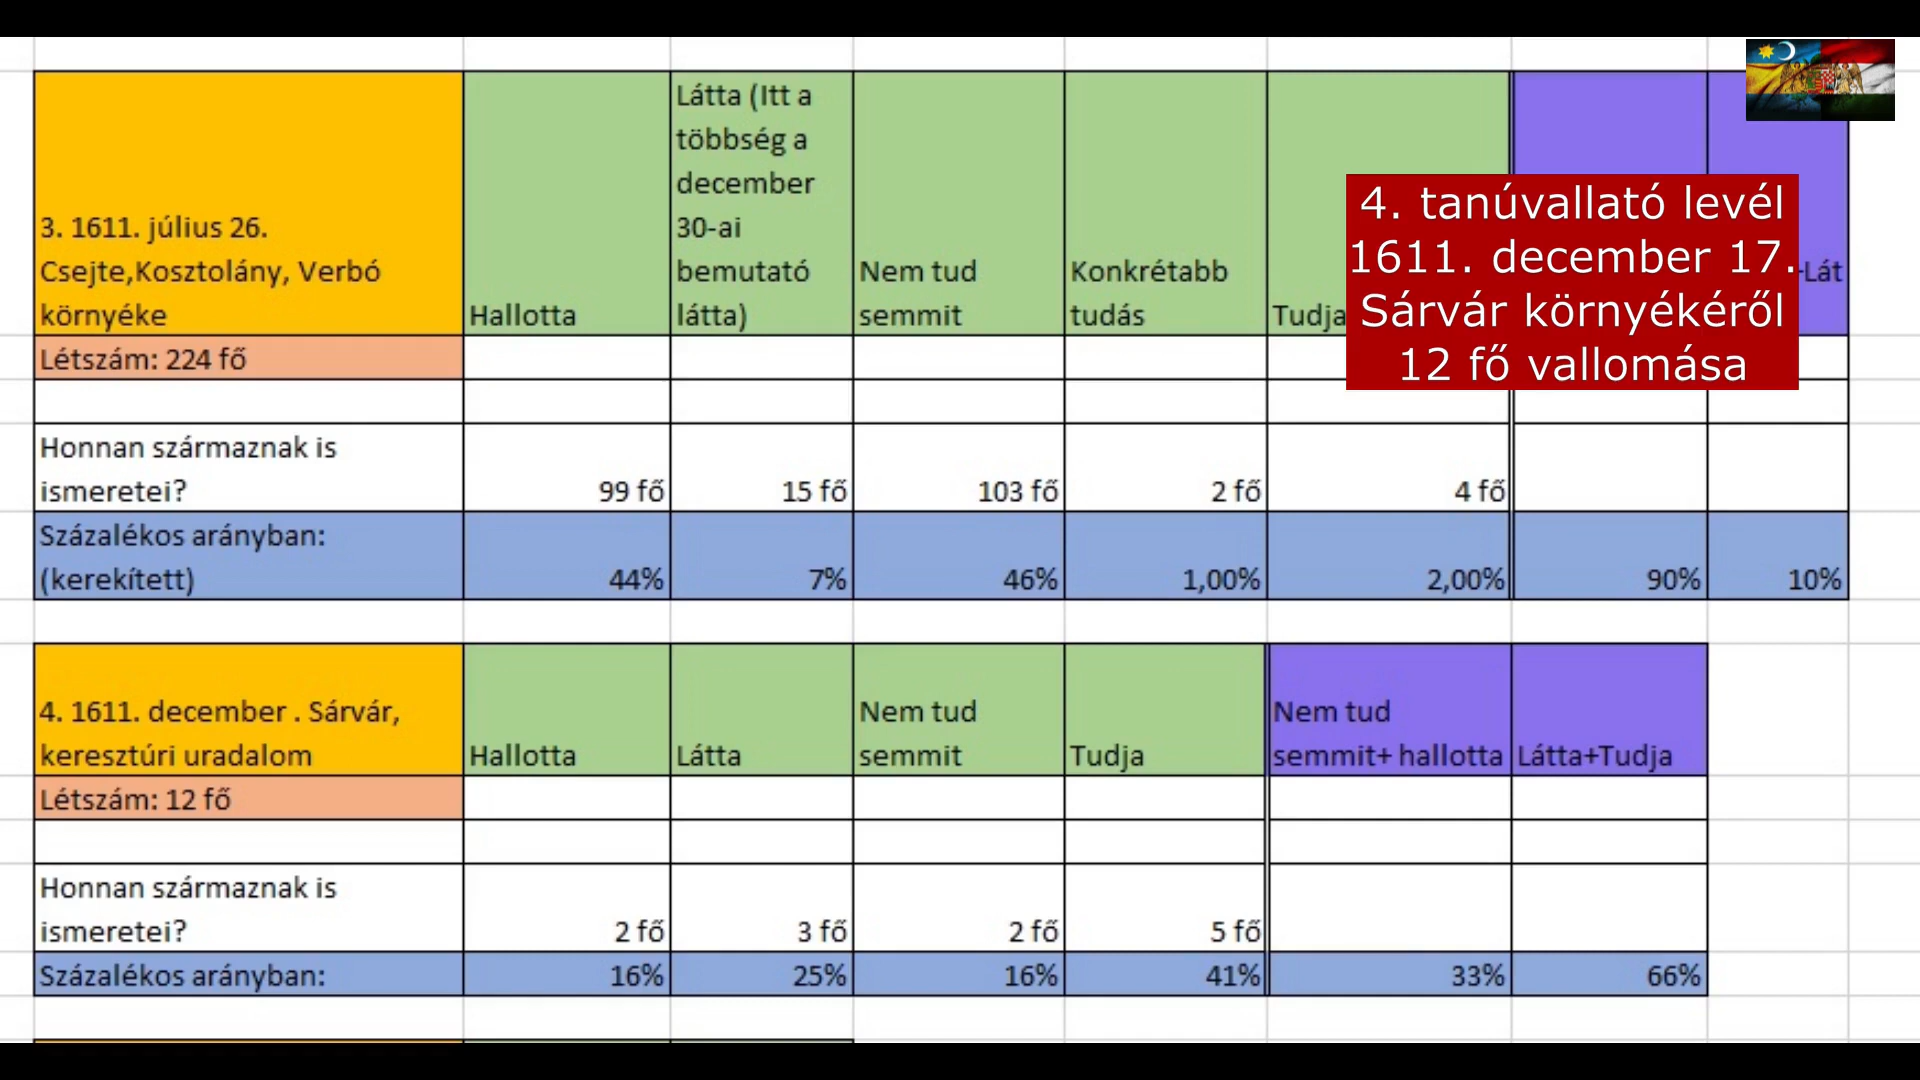 3. 1611. július 26.
Csejte,Kosztolány, Verbó
környéke
Hallotta
Látta (Itt a
többség a
december
30-ai
bemutató
látta)
Nem tud
semmit
Konkrétabb
tudás
Tudja
Lát
4. tanúvallató levél
1611. december 17.
Sárvár környékéről
12 fő vallomása
Létszám: 224 fő
Honnan származnak is
ismeretei?
99 fő
15 fő
103 fő
2 fő
4 fő
Százalékos arányban:
(kerekített)
44%
7%
46%
1,00%
2,00%
90%
10%
4. 1611. december . Sárvár,
keresztúri uradalom
Hallotta
Látta
Nem tud
semmit
Tudja
Nem tud
semmit+ hallotta
Látta+Tudja
Létszám: 12 fő
Honnan származnak is
ismeretei?
2 fő
3 fő
2 fő
5 fő
Százalékos arányban:
16%
25%
16%
41%
33%
66%